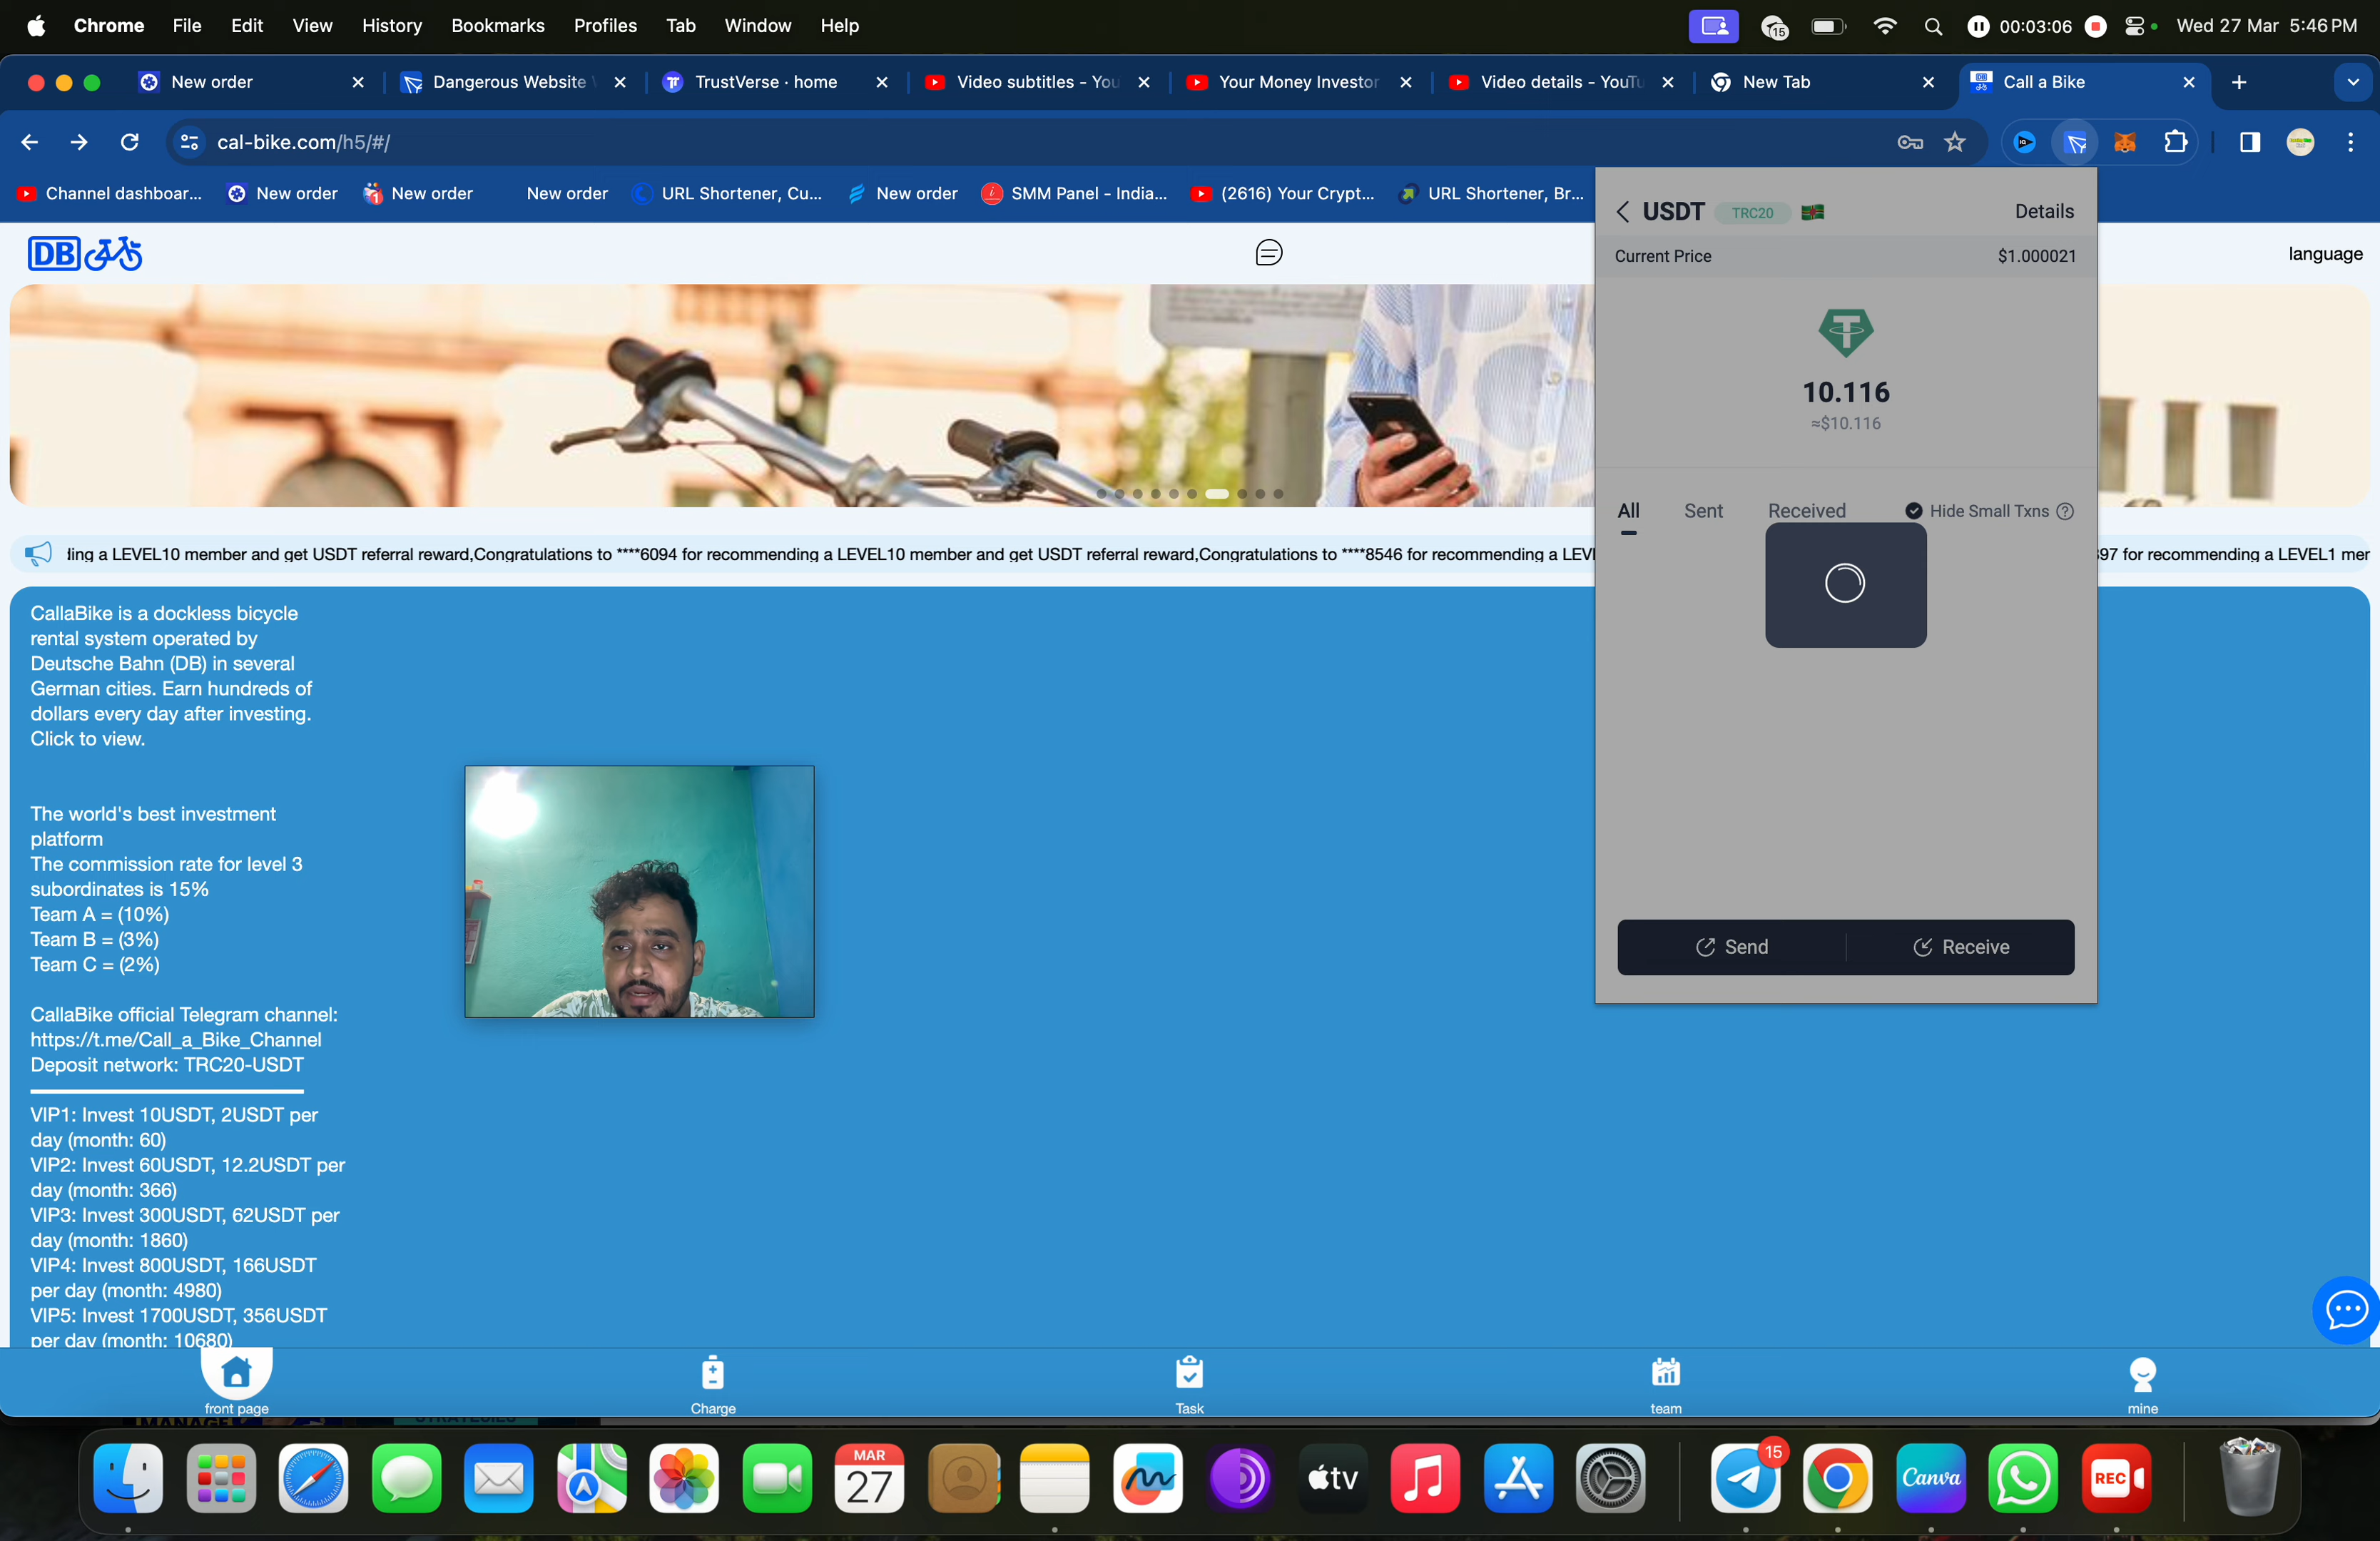 Chrome File Edit View History Bookmarks Profiles Tab Window Help
15 00:03:06 Wed 27 Mar 5:46 PM
New order
Dangerous Website
TrustVerse · home
Video subtitles - You
Your Money Investor
Video details - YouTu
New Tab
Call a Bike
cal-bike.com/h5/#/
Channel dashboar...
New order
New order
New order
URL Shortener, Cu...
New order
SMM Panel - India...
(2616) Your Crypt...
URL Shortener, Br...
DB
language
USDT TRC20 Details
Current Price $1.000021
10.116
≈$10.116
All Sent Received Hide Small Txns
Send Receive
ling a LEVEL10 member and get USDT referral reward,Congratulations to ****6094 for recommending a LEVEL10 member and get USDT referral reward,Congratulations to ****8546 for recommending a LEVE
397 for recommending a LEVEL1 mer
CallaBike is a dockless bicycle
rental system operated by
Deutsche Bahn (DB) in several
German cities. Earn hundreds of
dollars every day after investing.
Click to view.
The world's best investment
platform
The commission rate for level 3
subordinates is 15%
Team A = (10%)
Team B = (3%)
Team C = (2%)
CallaBike official Telegram channel:
https://t.me/Call_a_Bike_Channel
Deposit network: TRC20-USDT
VIP1: Invest 10USDT, 2USDT per
day (month: 60)
VIP2: Invest 60USDT, 12.2USDT per
day (month: 366)
VIP3: Invest 300USDT, 62USDT per
day (month: 1860)
VIP4: Invest 800USDT, 166USDT
per day (month: 4980)
VIP5: Invest 1700USDT, 356USDT
per day (month: 10680)
front page
Charge
Task
team
mine
MANAGE
STRATEGIES
MAR
27
tv
15
Canva
REC